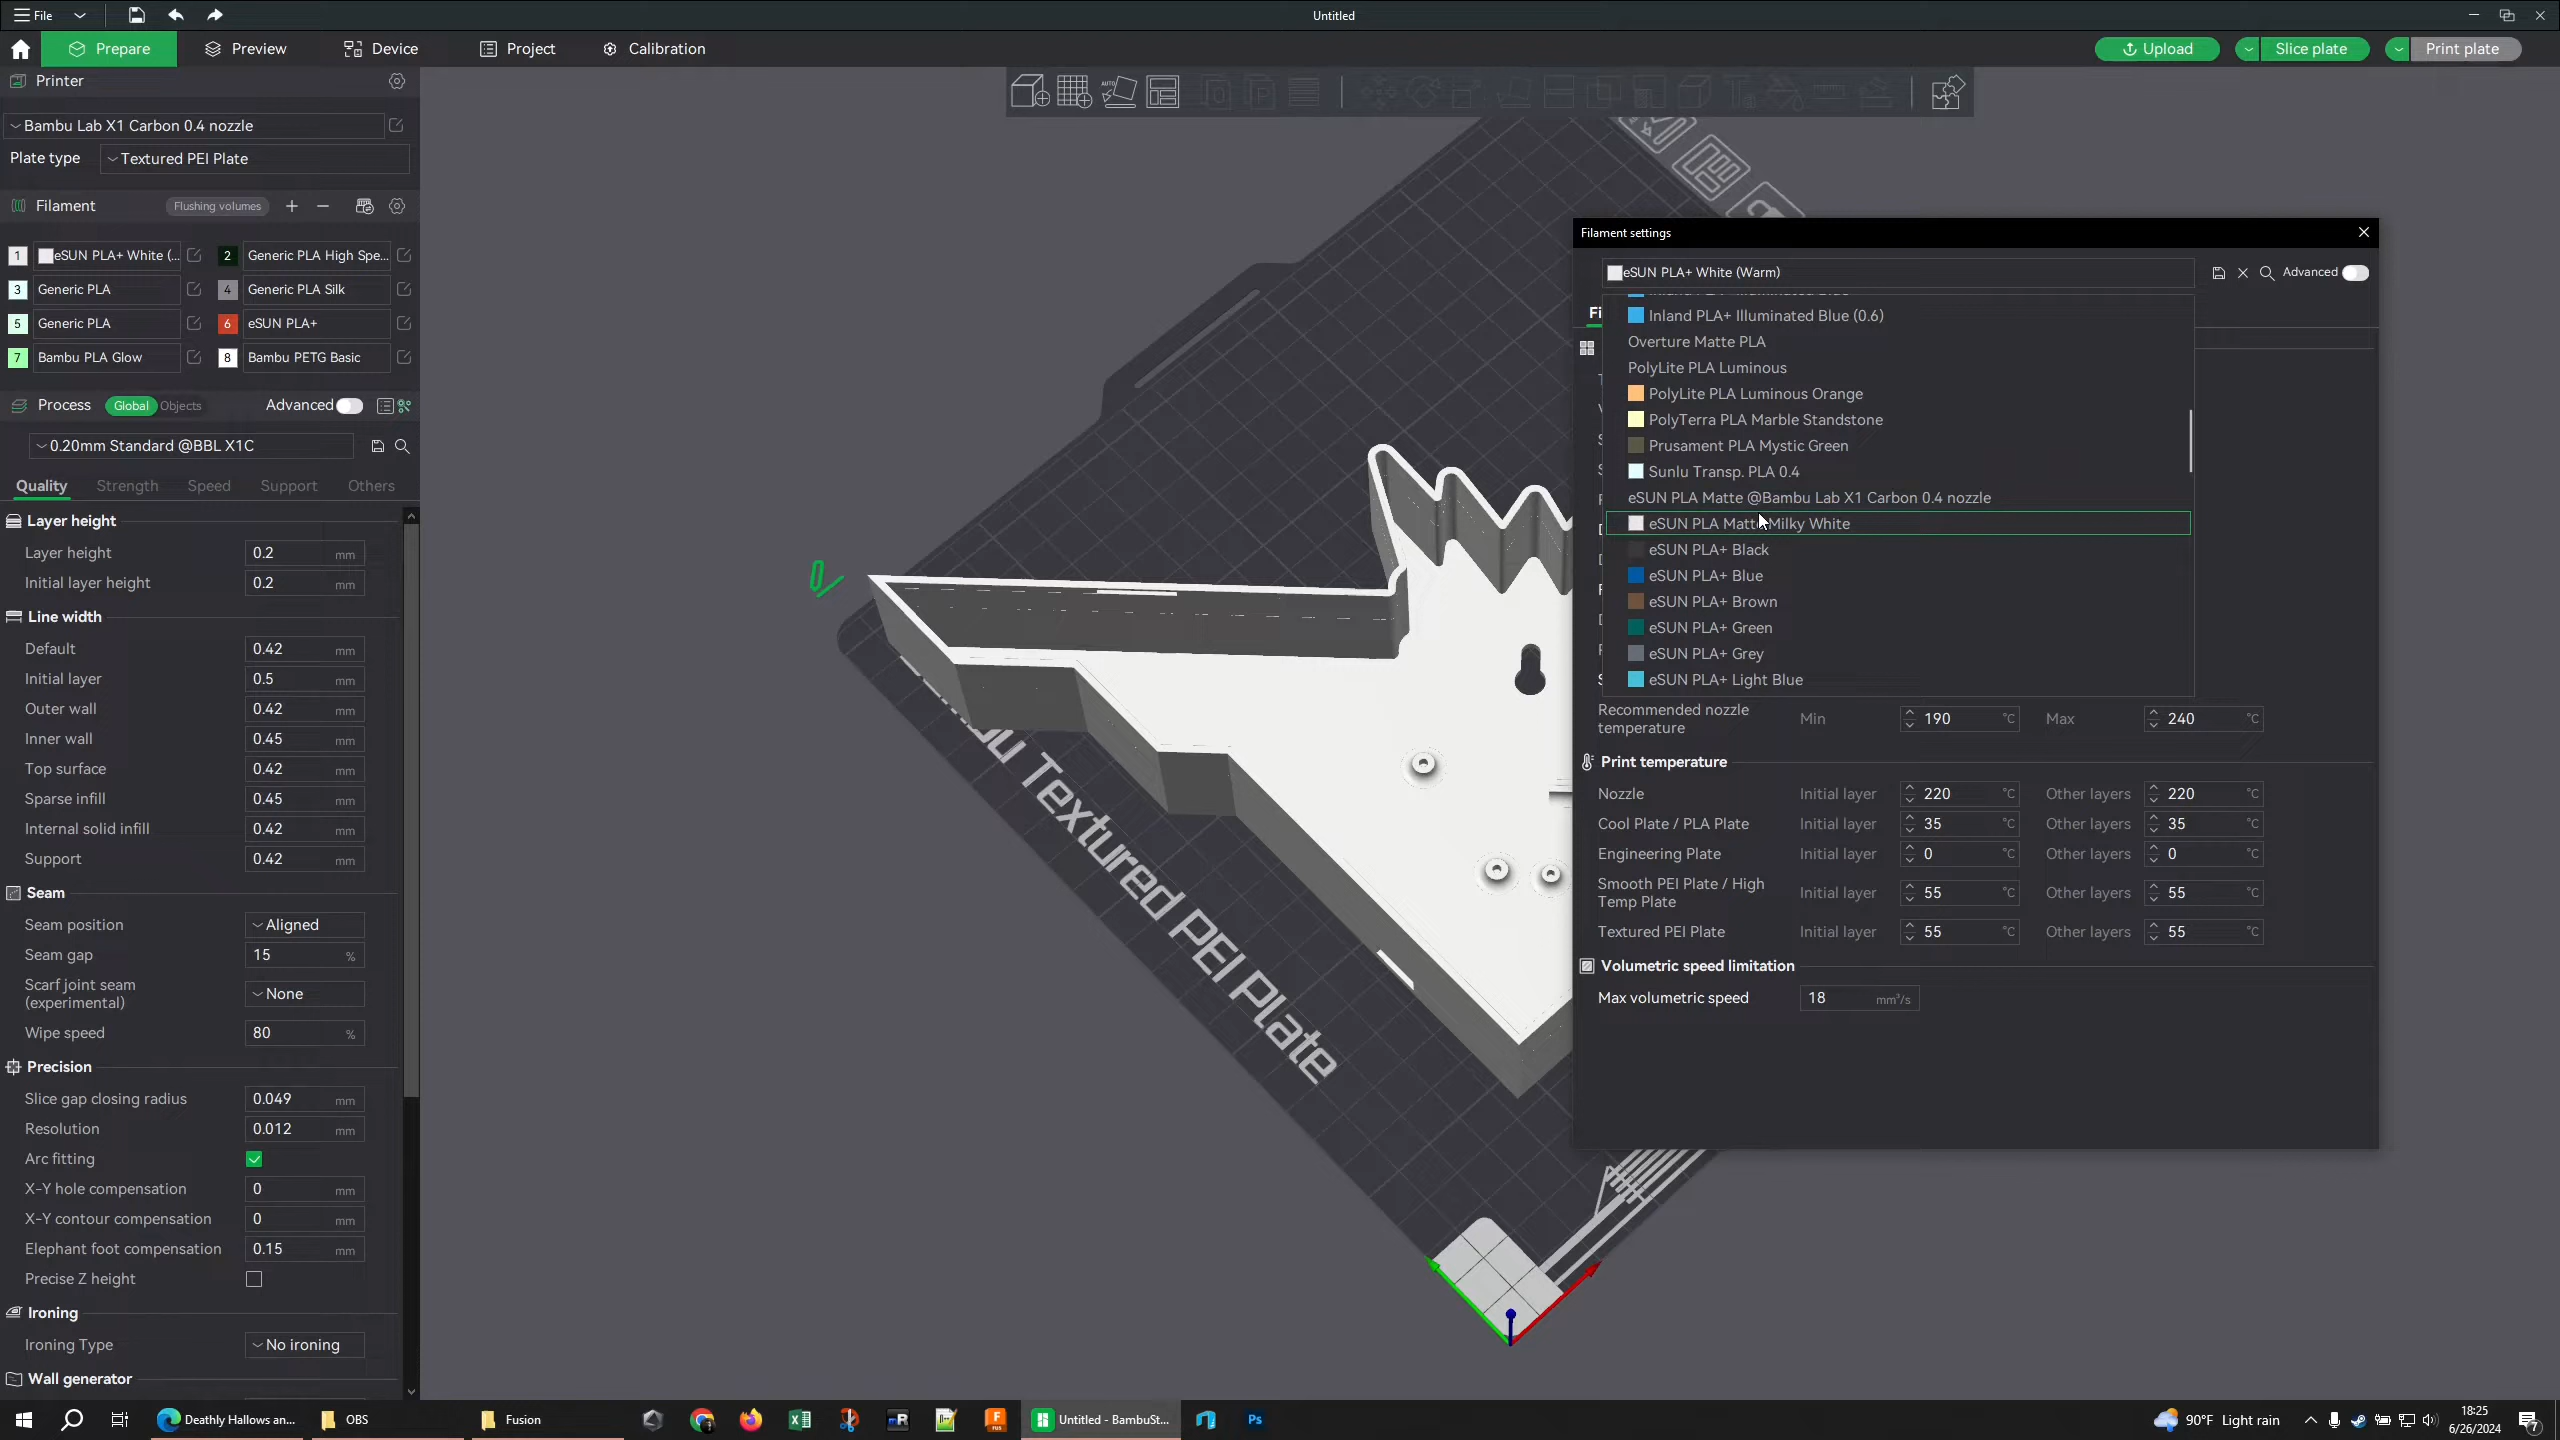 File
Untitled
Prepare
Preview
Device
Project
Calibration
Upload
Slice plate
Print plate
Printer
Bambu Lab X1 Carbon 0.4 nozzle
Plate type
Textured PEI Plate
Filament
Flushing volumes
1 eSUN PLA+ White (...
2 Generic PLA High Spe...
3 Generic PLA
4 Generic PLA Silk
5 Generic PLA
6 eSUN PLA+
7 Bambu PLA Glow
8 Bambu PETG Basic
Process
Global
Objects
Advanced
0.20mm Standard @BBL X1C
Quality
Strength
Speed
Support
Others
Layer height
Layer height 0.2 mm
Initial layer height 0.2 mm
Line width
Default 0.42 mm
Initial layer 0.5 mm
Outer wall 0.42 mm
Inner wall 0.45 mm
Top surface 0.42 mm
Sparse infill 0.45 mm
Internal solid infill 0.42 mm
Support 0.42 mm
Seam
Seam position Aligned
Seam gap 15 %
Scarf joint seam
(experimental) None
Wipe speed 80 %
Precision
Slice gap closing radius 0.049 mm
Resolution 0.012 mm
Arc fitting
X-Y hole compensation 0 mm
X-Y contour compensation 0 mm
Elephant foot compensation 0.15 mm
Precise Z height
Ironing
Ironing Type No ironing
Wall generator
Textured PEI Plate
Filament settings
eSUN PLA+ White (Warm)
Advanced
Inland PLA+ Illuminated Blue (0.6)
Overture Matte PLA
PolyLite PLA Luminous
PolyLite PLA Luminous Orange
PolyTerra PLA Marble Standstone
Prusament PLA Mystic Green
Sunlu Transp. PLA 0.4
eSUN PLA Matte @Bambu Lab X1 Carbon 0.4 nozzle
eSUN PLA Matte Milky White
eSUN PLA+ Black
eSUN PLA+ Blue
eSUN PLA+ Brown
eSUN PLA+ Green
eSUN PLA+ Grey
eSUN PLA+ Light Blue
Recommended nozzle
temperature Min 190 °C Max 240 °C
Print temperature
Nozzle Initial layer 220 °C Other layers 220 °C
Cool Plate / PLA Plate Initial layer 35 °C Other layers 35 °C
Engineering Plate Initial layer 0 °C Other layers 0 °C
Smooth PEI Plate / High
Temp Plate Initial layer 55 °C Other layers 55 °C
Textured PEI Plate Initial layer 55 °C Other layers 55 °C
Volumetric speed limitation
Max volumetric speed 18 mm³/s
Deathly Hallows an...
OBS
Fusion
Untitled - BambuSt...
Ps
90°F Light rain
18:25
6/26/2024
7